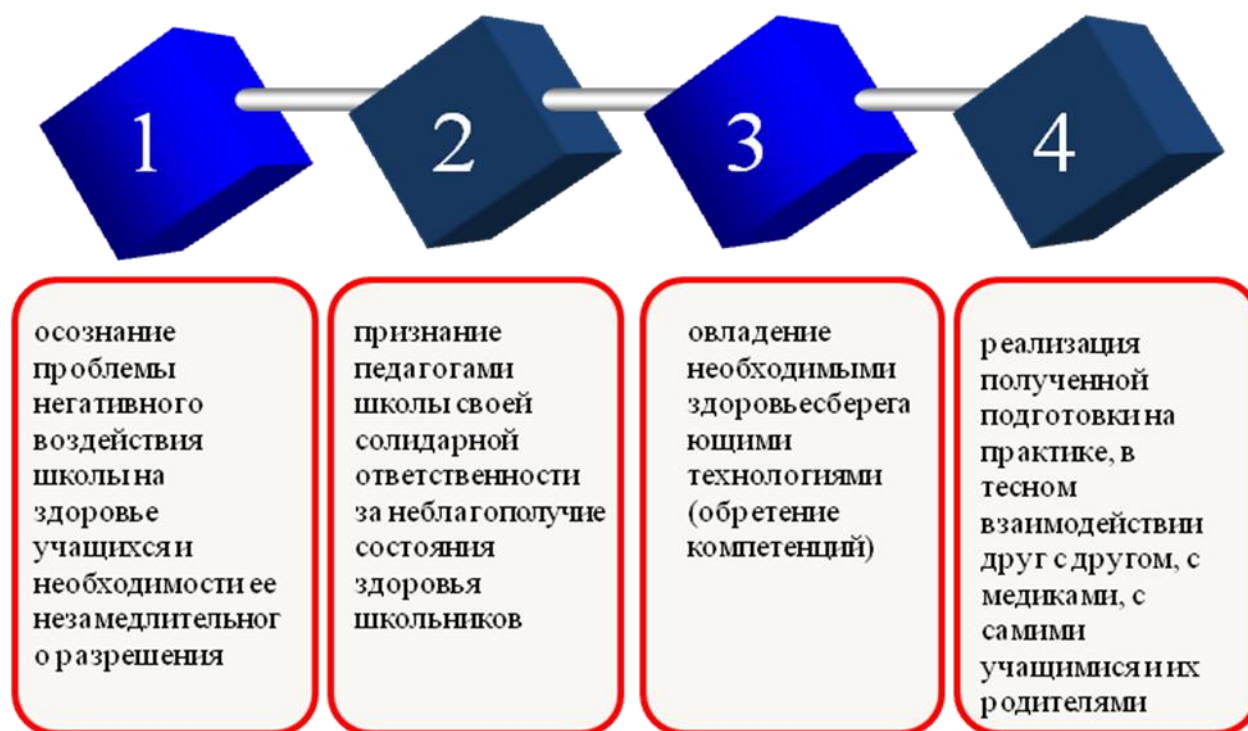 1
2
3
4
осознание
проблемы
негативного
воздействия
школы на
здоровье
учащихся и
необходимости ее
незамедлительног
о разрешения
признание
педагогами
школы своей
солидарной
ответственности
за неблагополучие
состояния
здоровья
школьников
овладение
необходимыми
здоровьесберега
ющими
технологиями
(обретение
компетенций)
реализация
полученной
подготовки на
практике, в
тесном
взаимодействии
друг с другом, с
медиками, с
самими
учащимися и их
родителями